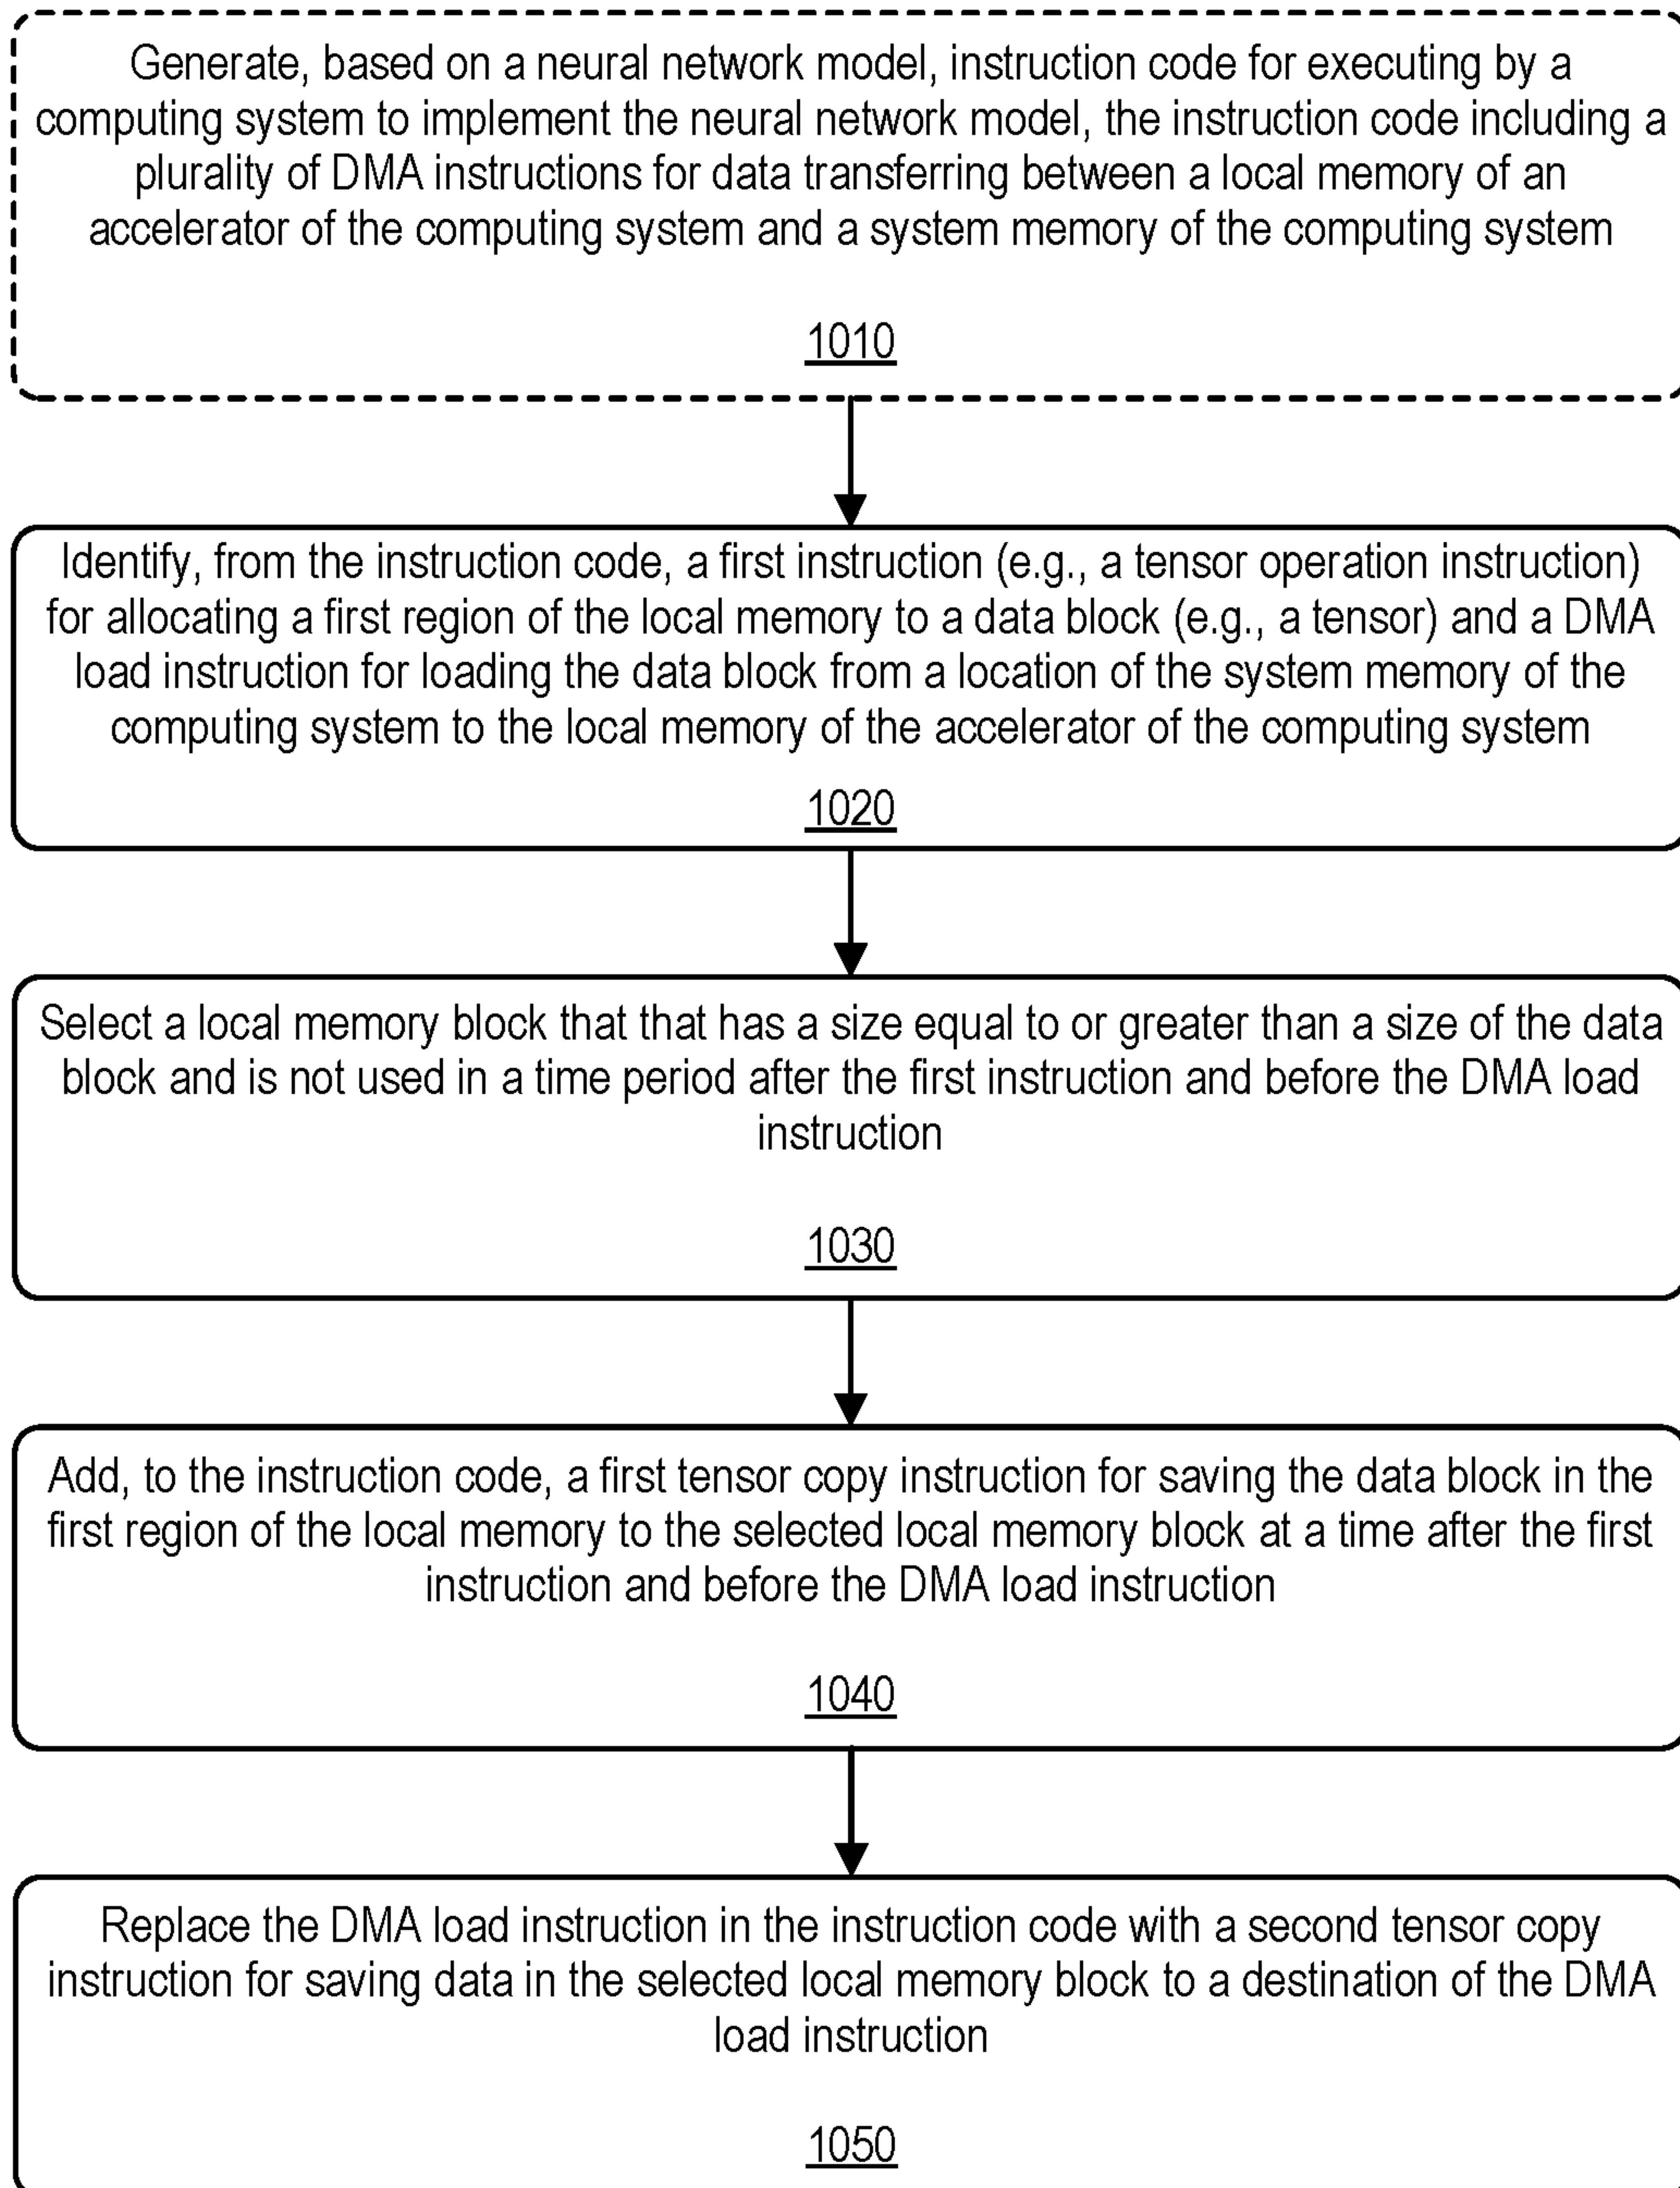 Generate, based on a neural network model, instruction code for executing by a
computing system to implement the neural network model, the instruction code including a
plurality of DMA instructions for data transferring between a local memory of an
accelerator of the computing system and a system memory of the computing system
1010
Identify, from the instruction code, a first instruction (e.g., a tensor operation instruction)
for allocating a first region of the local memory to a data block (e.g., a tensor) and a DMA
load instruction for loading the data block from a location of the system memory of the
computing system to the local memory of the accelerator of the computing system
1020
Select a local memory block that that has a size equal to or greater than a size of the data
block and is not used in a time period after the first instruction and before the DMA load
instruction
1030
Add, to the instruction code, a first tensor copy instruction for saving the data block in the
first region of the local memory to the selected local memory block at a time after the first
instruction and before the DMA load instruction
1040
Replace the DMA load instruction in the instruction code with a second tensor copy
instruction for saving data in the selected local memory block to a destination of the DMA
load instruction
1050